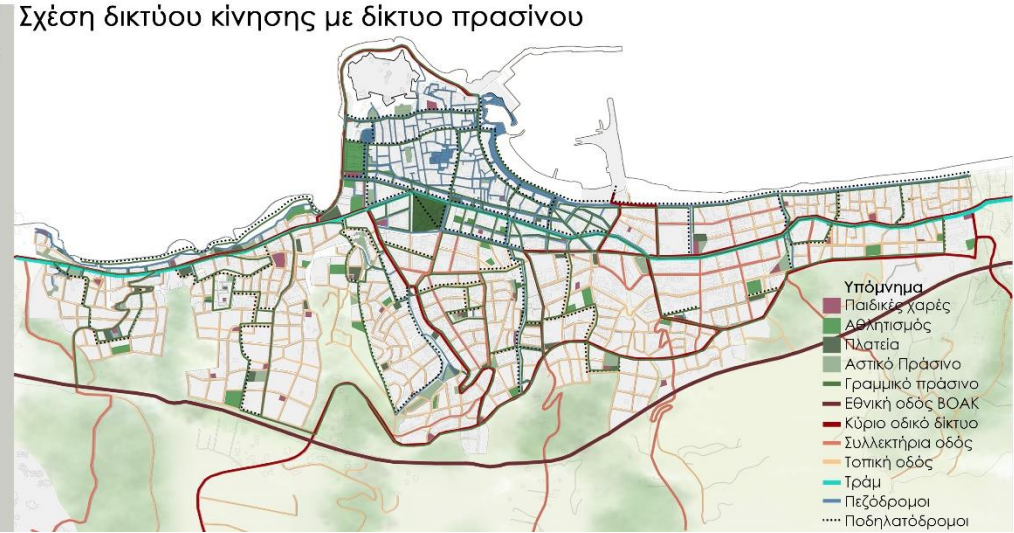 Σχέση δικτύου κίνησης με δίκτυο πρασίνου
Υπόμνημα
Παιδικές χαρές
Αθλητισμός
Πλατεία
Αστικό Πράσινο
Γραμμικό πράσινο
Εθνική οδός ΒΟΑΚ
Κύριο οδικό δίκτυο
Συλλεκτήρια οδός
Τοπική οδός
Τράμ
Πεζόδρομοι
Ποδηλατόδρομοι